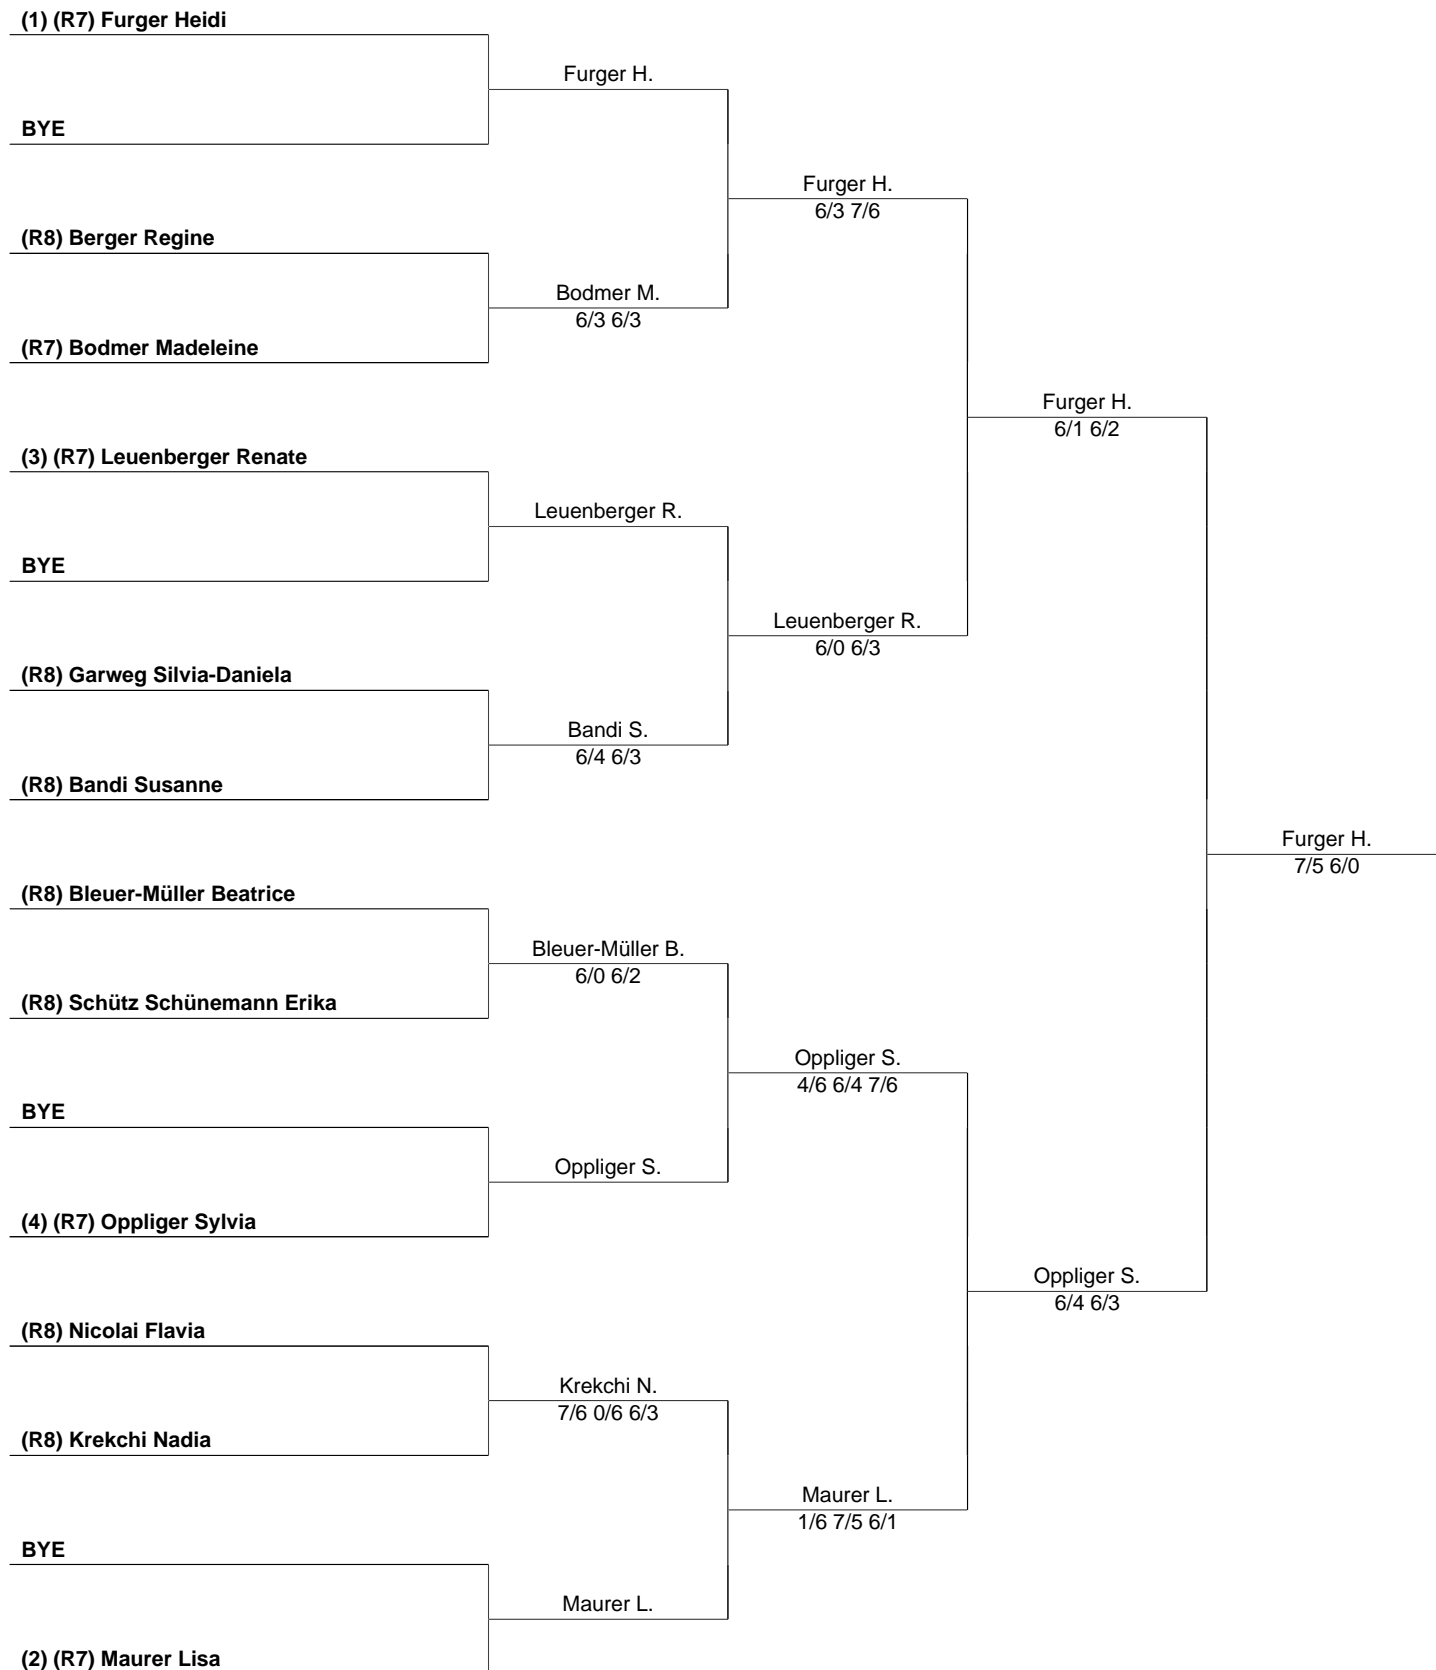 (1) (R7) Furger Heidi
Furger H.
BYE
Furger H.
6/3 7/6
(R8) Berger Regine
Bodmer M.
6/3 6/3
(R7) Bodmer Madeleine
Furger H.
6/1 6/2
(3) (R7) Leuenberger Renate
Leuenberger R.
BYE
Leuenberger R.
6/0 6/3
(R8) Garweg Silvia-Daniela
Bandi S.
6/4 6/3
(R8) Bandi Susanne
Furger H.
7/5 6/0
(R8) Bleuer-Müller Beatrice
Bleuer-Müller B.
6/0 6/2
(R8) Schütz Schünemann Erika
Oppliger S.
4/6 6/4 7/6
BYE
Oppliger S.
(4) (R7) Oppliger Sylvia
Oppliger S.
6/4 6/3
(R8) Nicolai Flavia
Krekchi N.
7/6 0/6 6/3
(R8) Krekchi Nadia
Maurer L.
1/6 7/5 6/1
BYE
Maurer L.
(2) (R7) Maurer Lisa